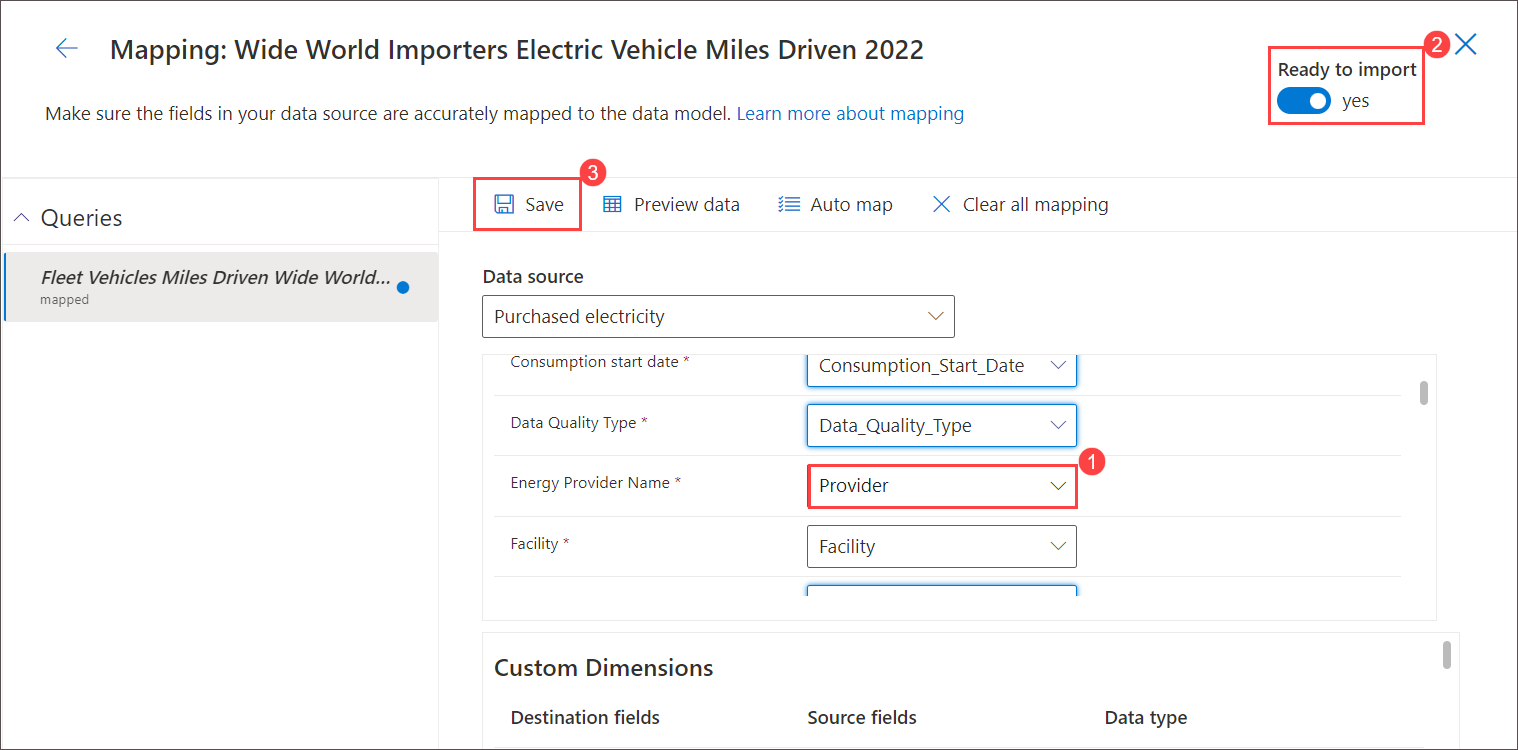 Mapping: Wide World Importers Electric Vehicle Miles Driven 2022
2
Ready to import
yes
Make sure the fields in your data source are accurately mapped to the data model. Learn more about mapping
3
Queries
Save
Preview data
Auto map
Clear all mapping
Fleet Vehicles Miles Driven Wide World...
mapped
Data source
Purchased electricity
Consumption start date *
Consumption_Start_Date
Data Quality Type *
Data_Quality_Type
1
Energy Provider Name *
Provider
Facility *
Facility
Custom Dimensions
Destination fields
Source fields
Data type